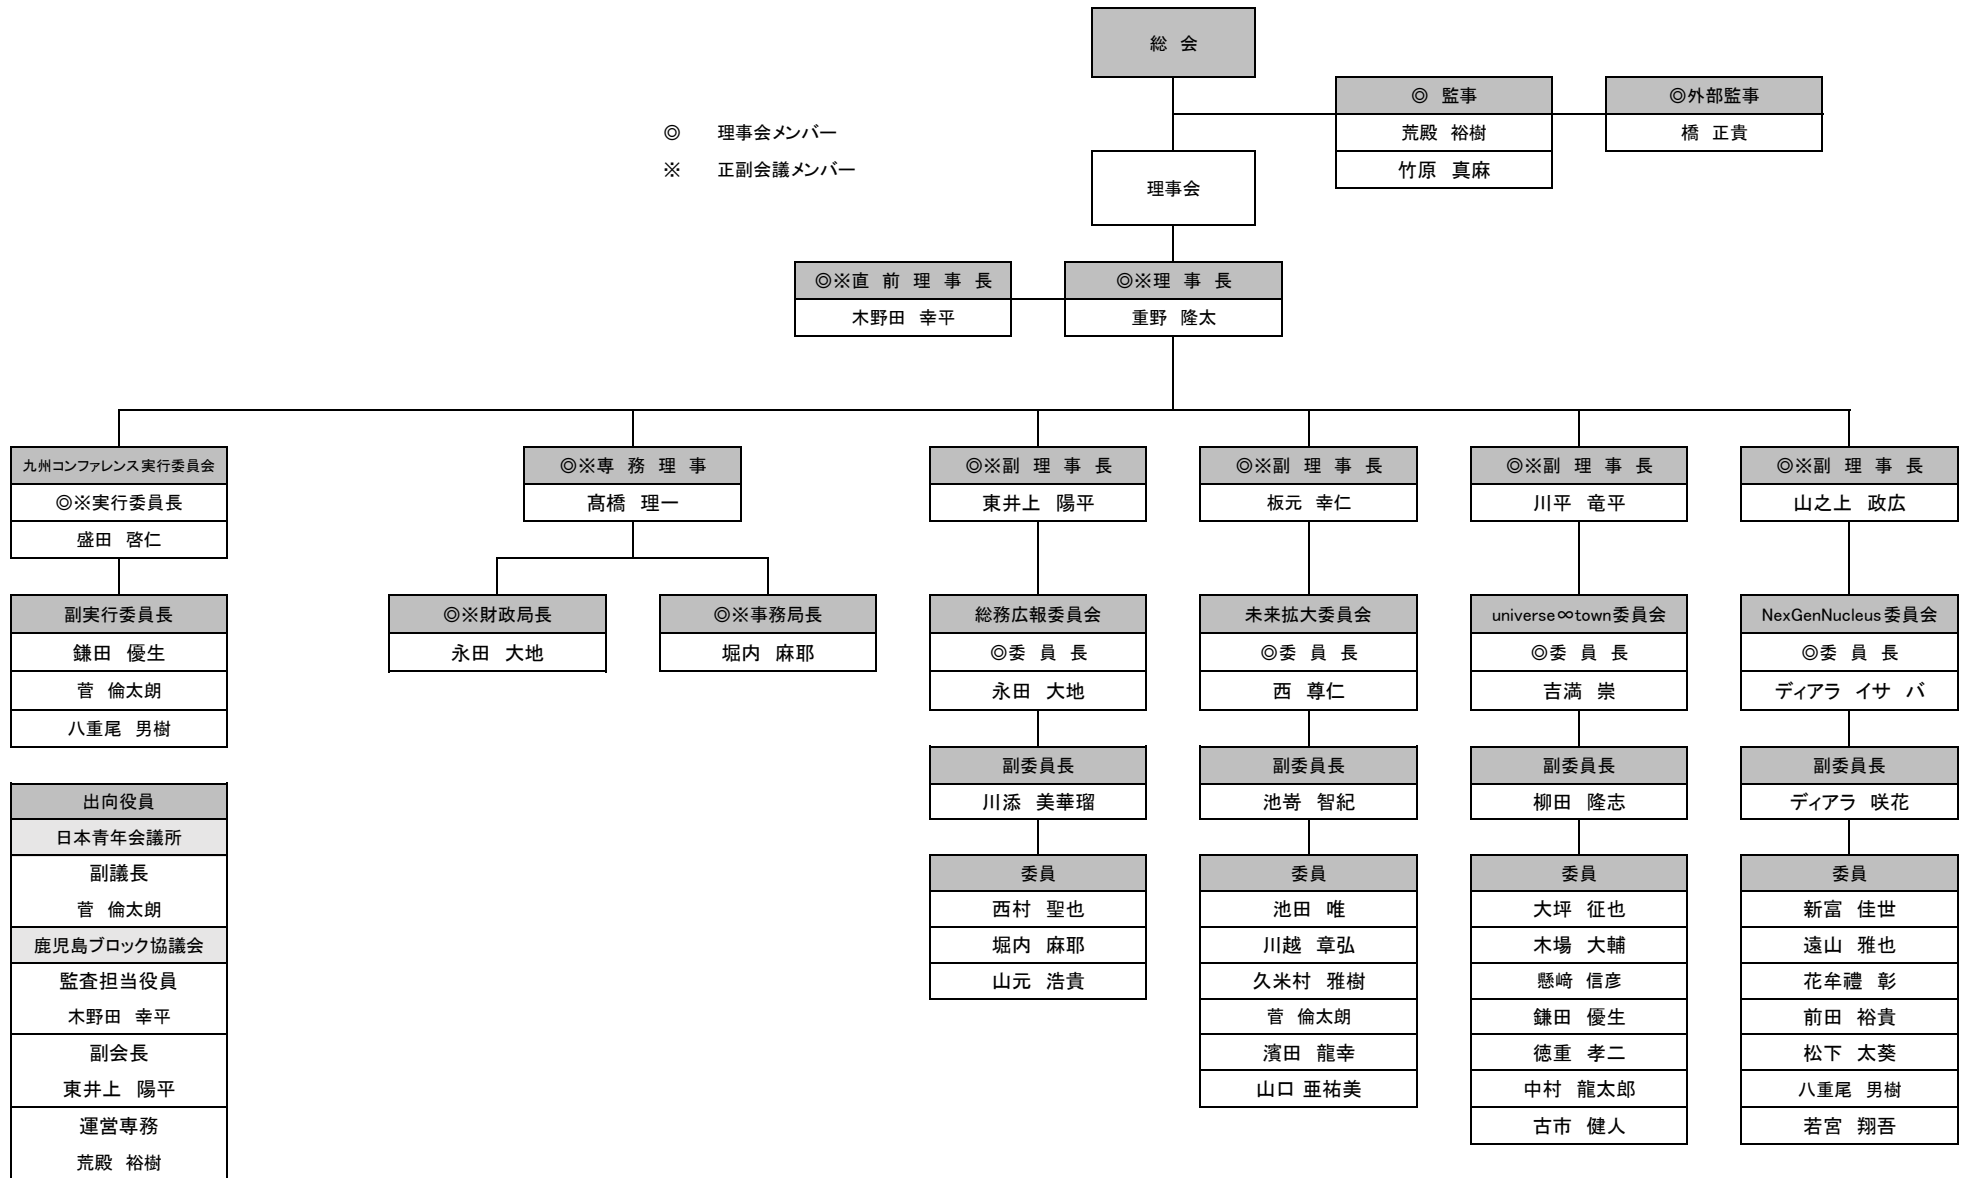 総 会
◎ 監事
荒殿 裕樹
竹原 真麻
◎外部監事
橋 正貴
◎ 理事会メンバー
※ 正副会議メンバー
理事会
◎※直 前 理 事 長
木野田 幸平
◎※理 事 長
重野 隆太
九州コンファレンス実行委員会
◎※実行委員長
盛田 啓仁
副実行委員長
鎌田 優生
菅 倫太朗
八重尾 男樹
出向役員
日本青年会議所
副議長
菅 倫太朗
鹿児島ブロック協議会
監査担当役員
木野田 幸平
副会長
東井上 陽平
運営専務
荒殿 裕樹
◎※専 務 理 事
髙橋 理一
◎※財政局長
永田 大地
◎※事務局長
堀内 麻耶
◎※副 理 事 長
東井上 陽平
総務広報委員会
◎委 員 長
永田 大地
副委員長
川添 美華瑠
委員
西村 聖也
堀内 麻耶
山元 浩貴
◎※副 理 事 長
板元 幸仁
未来拡大委員会
◎委 員 長
西 尊仁
副委員長
池嵜 智紀
委員
池田 唯
川越 章弘
久米村 雅樹
菅 倫太朗
濱田 龍幸
山口 亜祐美
◎※副 理 事 長
川平 竜平
universe∞town委員会
◎委 員 長
吉満 崇
副委員長
柳田 隆志
委員
大坪 征也
木場 大輔
懸﨑 信彦
鎌田 優生
徳重 孝二
中村 龍太郎
古市 健人
◎※副 理 事 長
山之上 政広
NexGenNucleus委員会
◎委 員 長
ディアラ イサ バ
副委員長
ディアラ 咲花
委員
新富 佳世
遠山 雅也
花牟禮 彰
前田 裕貴
松下 太葵
八重尾 男樹
若宮 翔吾